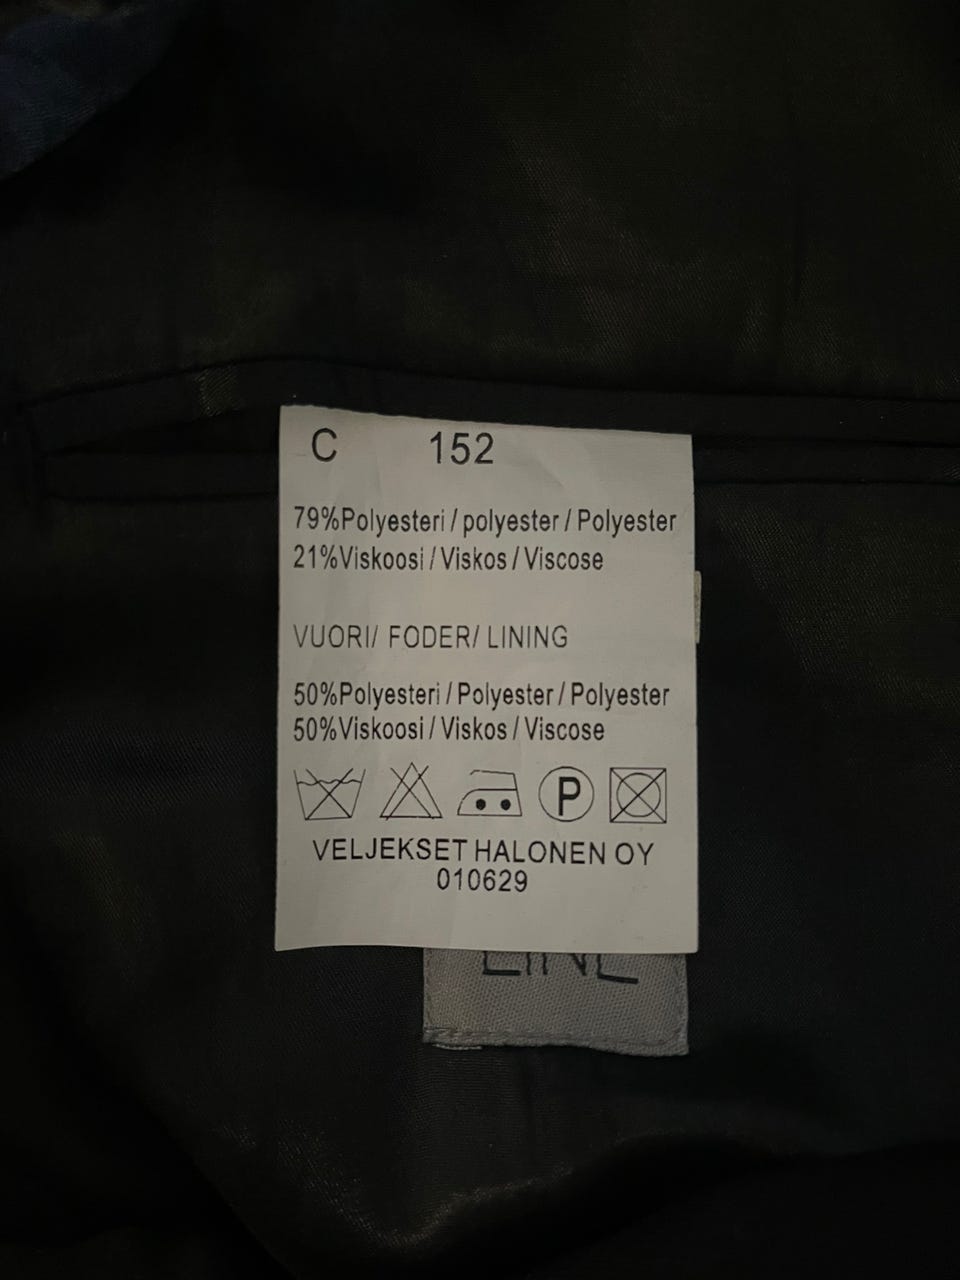 C 152
79%Polyesteri / polyester / Polyester
21%Viskoosi / Viskos / Viscose
VUORI/ FODER/ LINING
50%Polyesteri / Polyester / Polyester
50%Viskoosi / Viskos / Viscose
P
VELJEKSET HALONEN OY
010629
LINE